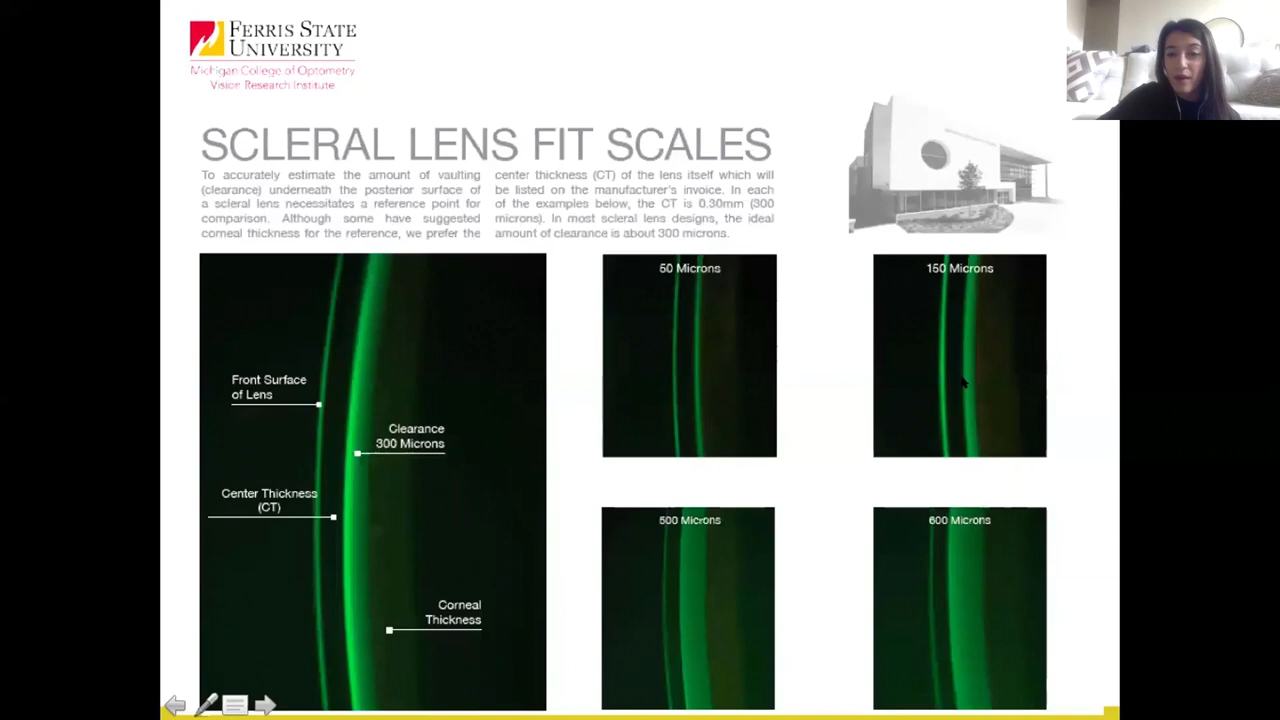 FERRIS STATE
UNIVERSITY
Michigan College of Optometry
Vision Research Institute
SCLERAL LENS FIT SCALES
To accurately estimate the amount of vaulting
(clearance) underneath the posterior surface of
a scleral lens necessitates a reference point for
comparison. Although some have suggested
corneal thickness for the reference, we prefer the
center thickness (CT) of the lens itself which will
be listed on the manufacturer's invoice. In each
of the examples below, the CT is 0.30mm (300
microns). In most scleral lens designs, the ideal
amount of clearance is about 300 microns.
Front Surface
of Lens
Clearance
300 Microns
Center Thickness
(CT)
Corneal
Thickness
50 Microns
150 Microns
500 Microns
600 Microns